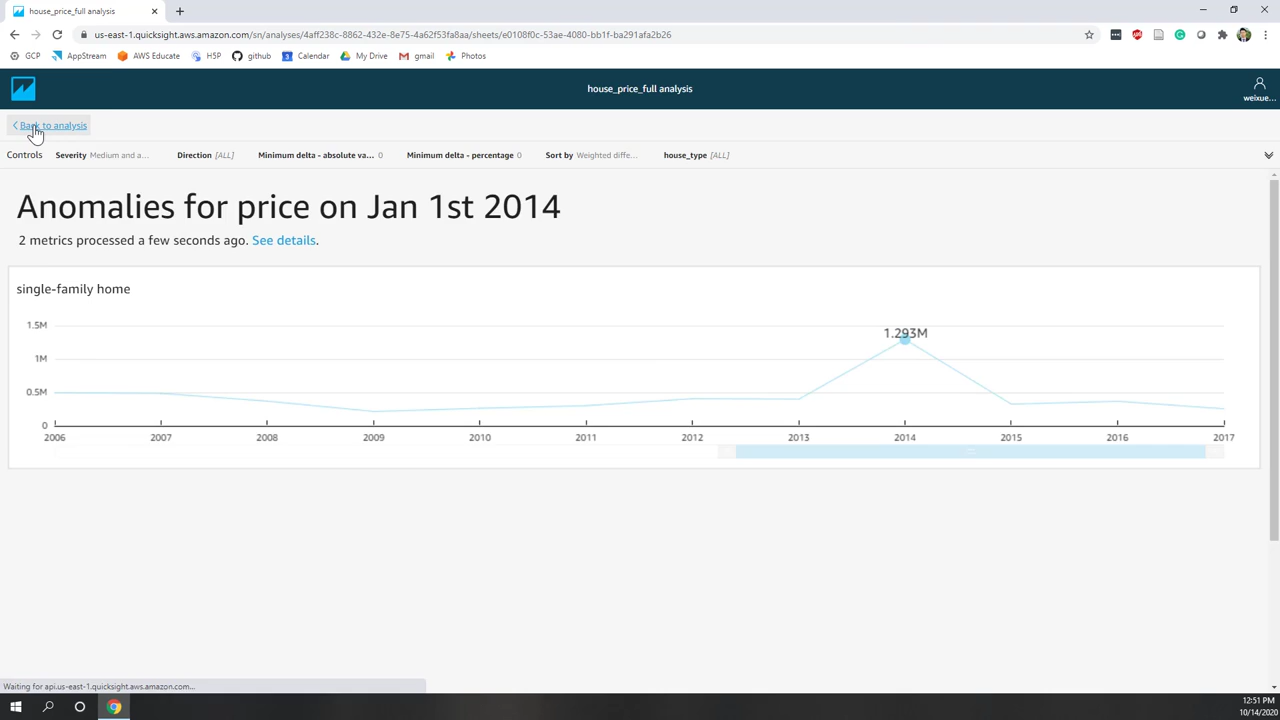 house_price_full analysis
us-east-1.quicksight.aws.amazon.com/sn/analyses/4aff238c-8862-432e-8e75-4a62f53fa8aa/sheets/e0108f0c-53ae-4080-bb1f-ba291afa2b26
GCP AppStream AWS Educate H5P github Calendar My Drive gmail Photos
house_price_full analysis
weixue...
Back to analysis
Controls Severity Medium and a... Direction [ALL] Minimum delta - absolute va... 0 Minimum delta - percentage 0 Sort by Weighted diffe... house_type [ALL]
Anomalies for price on Jan 1st 2014
2 metrics processed a few seconds ago. See details.
single-family home
1.5M
1.293M
1M
0.5M
0
2006 2007 2008 2009 2010 2011 2012 2013 2014 2015 2016 2017
Waiting for api.us-east-1.quicksight.aws.amazon.com...
12:51 PM
10/14/2020